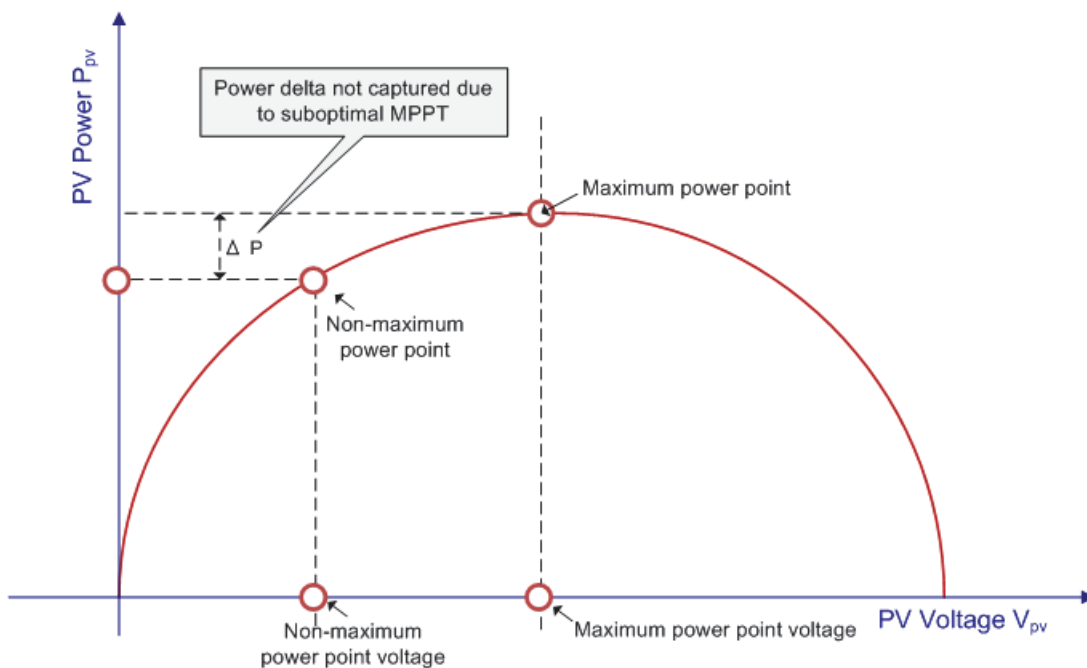 PV Power Ppv
Power delta not captured due
to suboptimal MPPT
Maximum power point
Δ P
Non-maximum
power point
Non-maximum
power point voltage
Maximum power point voltage
PV Voltage Vpv